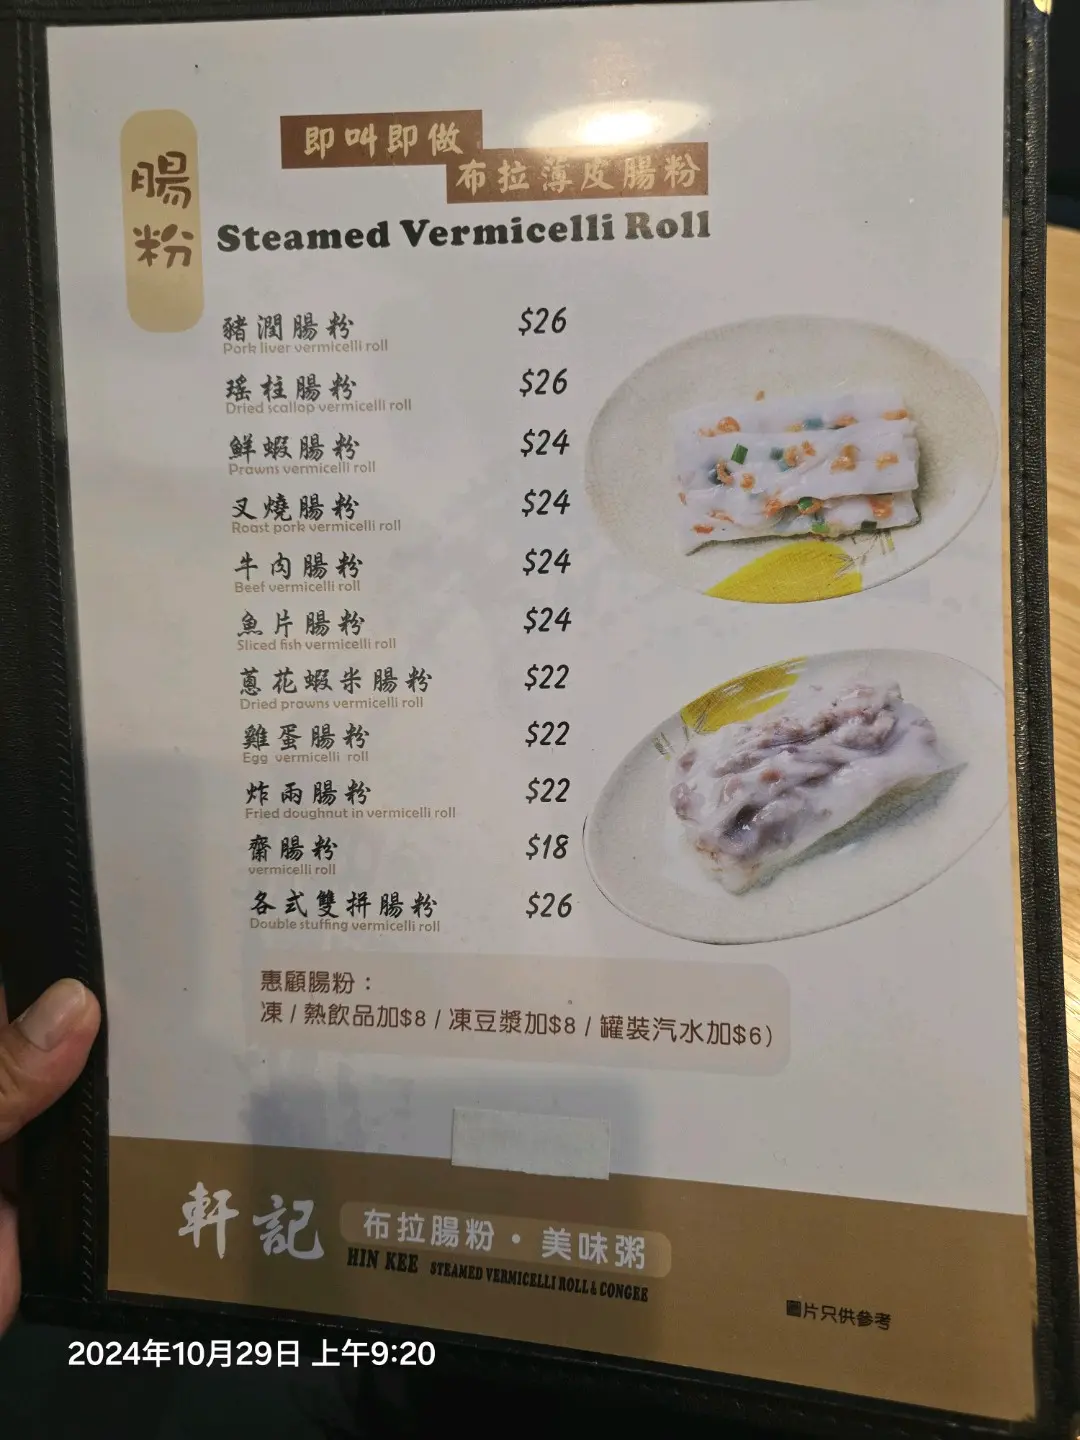 腸粉
即叫即做
布拉薄皮腸粉
Steamed Vermicelli Roll
豬潤腸粉 $26
Pork liver vermicelli roll
瑤柱腸粉 $26
Dried scallop vermicelli roll
鮮蝦腸粉 $24
Prawns vermicelli roll
叉燒腸粉 $24
Roast pork vermicelli roll
牛肉腸粉 $24
Beef vermicelli roll
魚片腸粉 $24
Sliced fish vermicelli roll
蔥花蝦米腸粉 $22
Dried prawns vermicelli roll
雞蛋腸粉 $22
Egg vermicelli roll
炸兩腸粉 $22
Fried doughnut in vermicelli roll
齋腸粉 $18
vermicelli roll
各式雙拼腸粉 $26
Double stuffing vermicelli roll
惠顧腸粉：
凍 / 熱飲品加$8 / 凍豆漿加$8 / 罐裝汽水加$6)
軒記
布拉腸粉・美味粥
HIN KEE STEAMED VERMICELLI ROLL & CONGEE
圖片只供參考
2024年10月29日 上午9:20